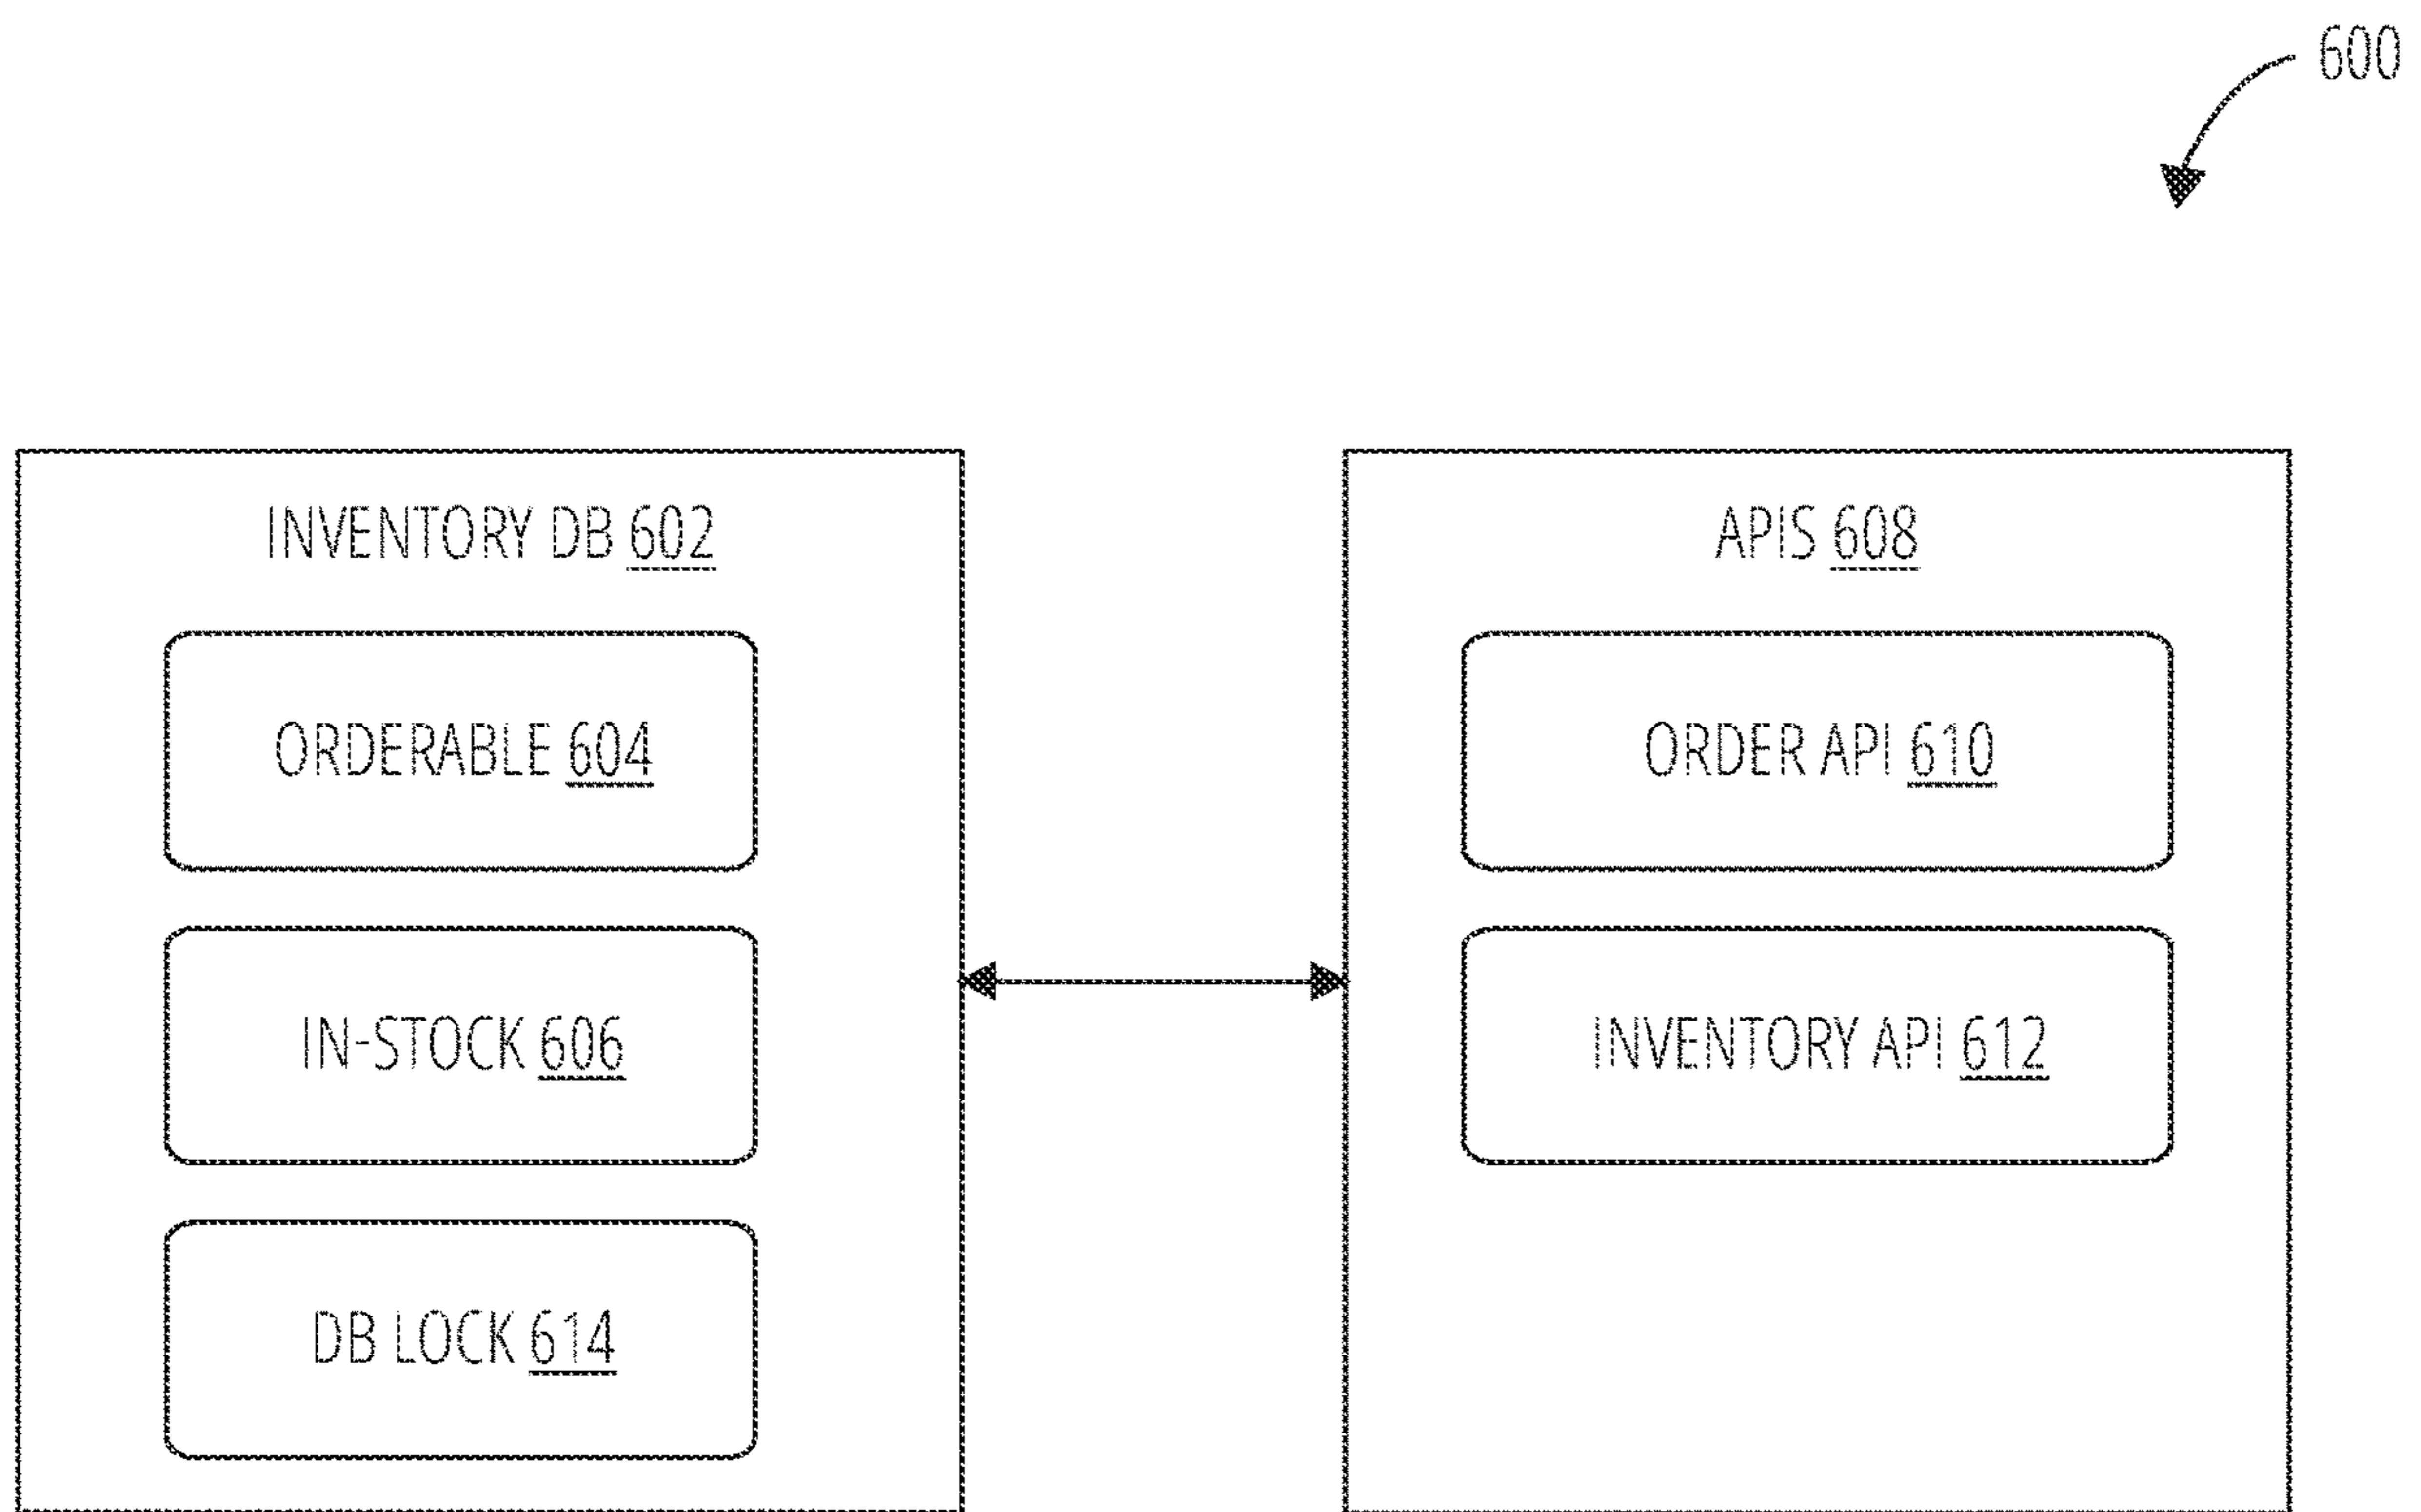 600
INVENTORY DB 602
ORDERABLE 604
IN-STOCK 606
DB LOCK 614
APIS 608
ORDER API 610
INVENTORY API 612